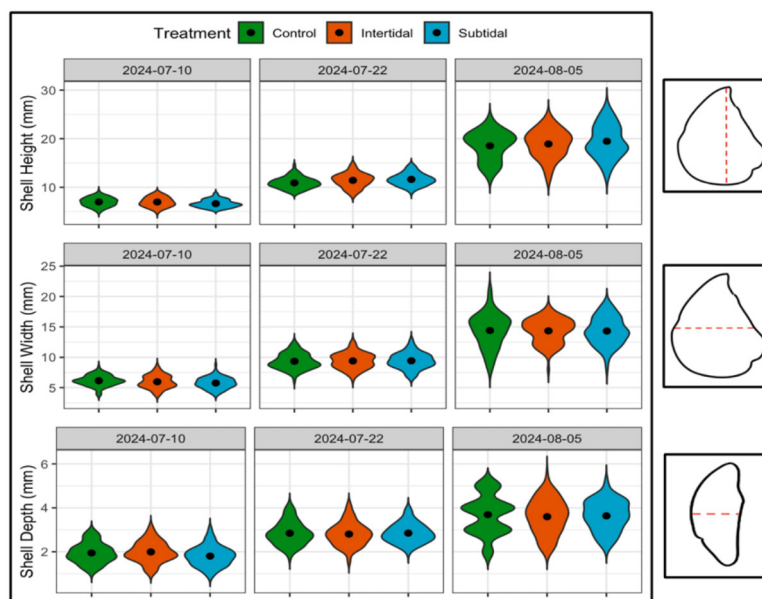 Treatment Control Intertidal Subtidal
2024-07-10 2024-07-22 2024-08-05
Shell Height (mm)
30
20
10
2024-07-10 2024-07-22 2024-08-05
Shell Width (mm)
25
20
15
10
5
2024-07-10 2024-07-22 2024-08-05
Shell Depth (mm)
6
4
2